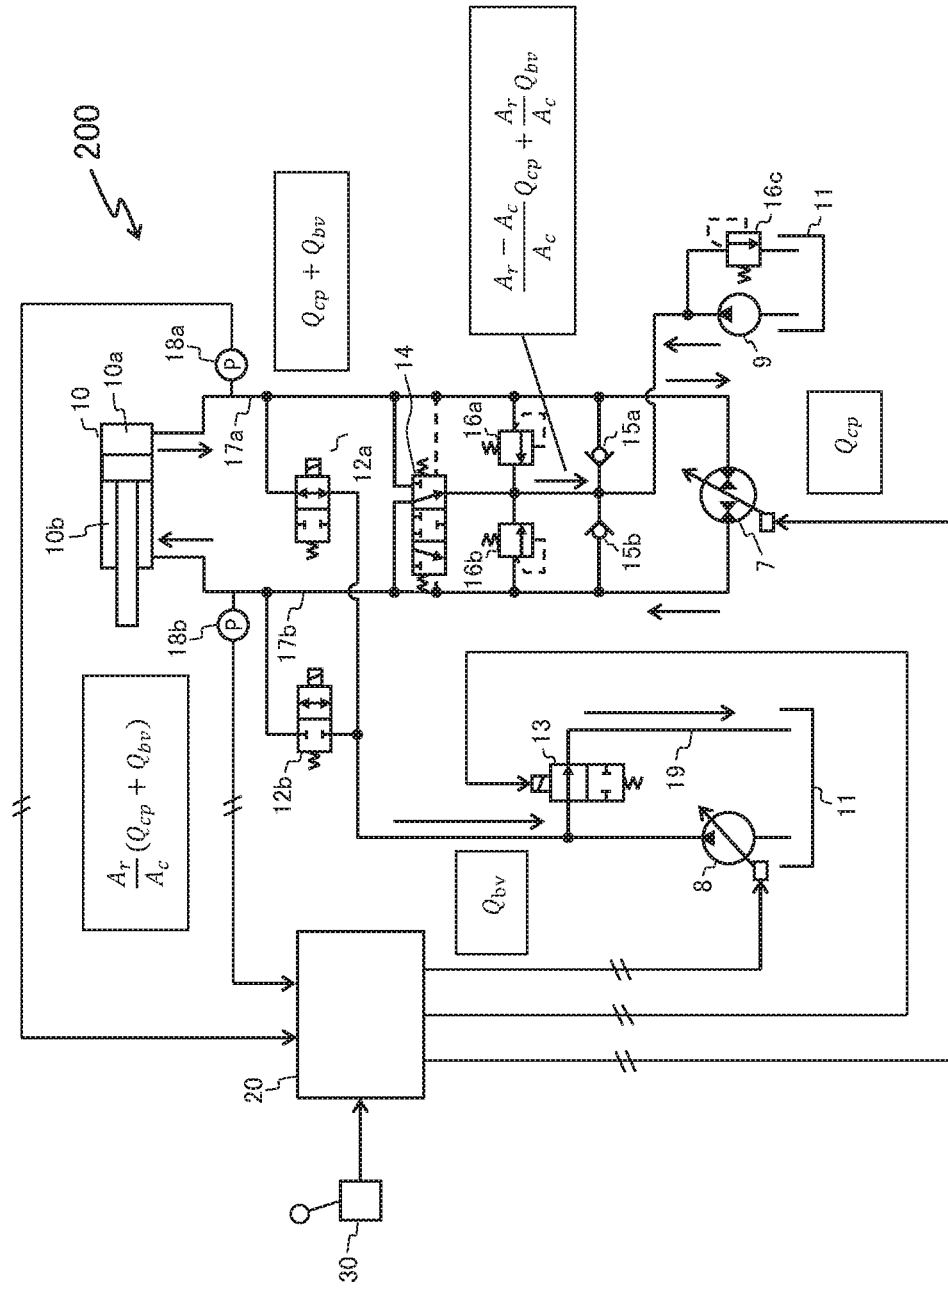 10b
10
200
10a
A_r/A_c (Q_cp + Q_bv)
18b
18a
P
P
17a
20
12b
17b
Q_cp + Q_bv
30
12a
14
16b
16a
Q_bv
(A_r − A_c)/A_c Q_cp + A_r/A_c Q_bv
13
15b
15a
19
8
7
9
16c
11
11
Q_cp